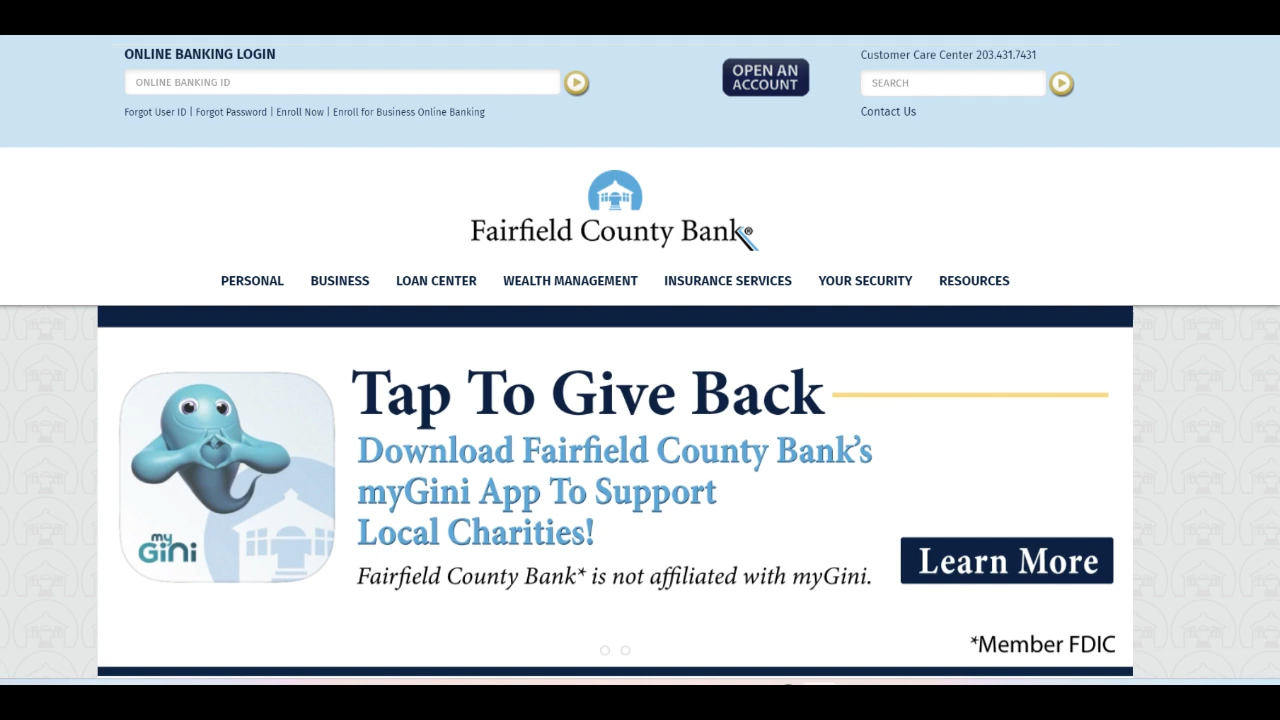 ONLINE BANKING LOGIN
ONLINE BANKING ID
Forgot User ID | Forgot Password | Enroll Now | Enroll for Business Online Banking
OPEN AN
ACCOUNT
Customer Care Center 203.431.7431
SEARCH
Contact Us
Fairfield County Bank®
PERSONAL BUSINESS LOAN CENTER WEALTH MANAGEMENT INSURANCE SERVICES YOUR SECURITY RESOURCES
my
GiNi
Tap To Give Back
Download Fairfield County Bank’s
myGini App To Support
Local Charities!
Fairfield County Bank* is not affiliated with myGini.
Learn More
*Member FDIC